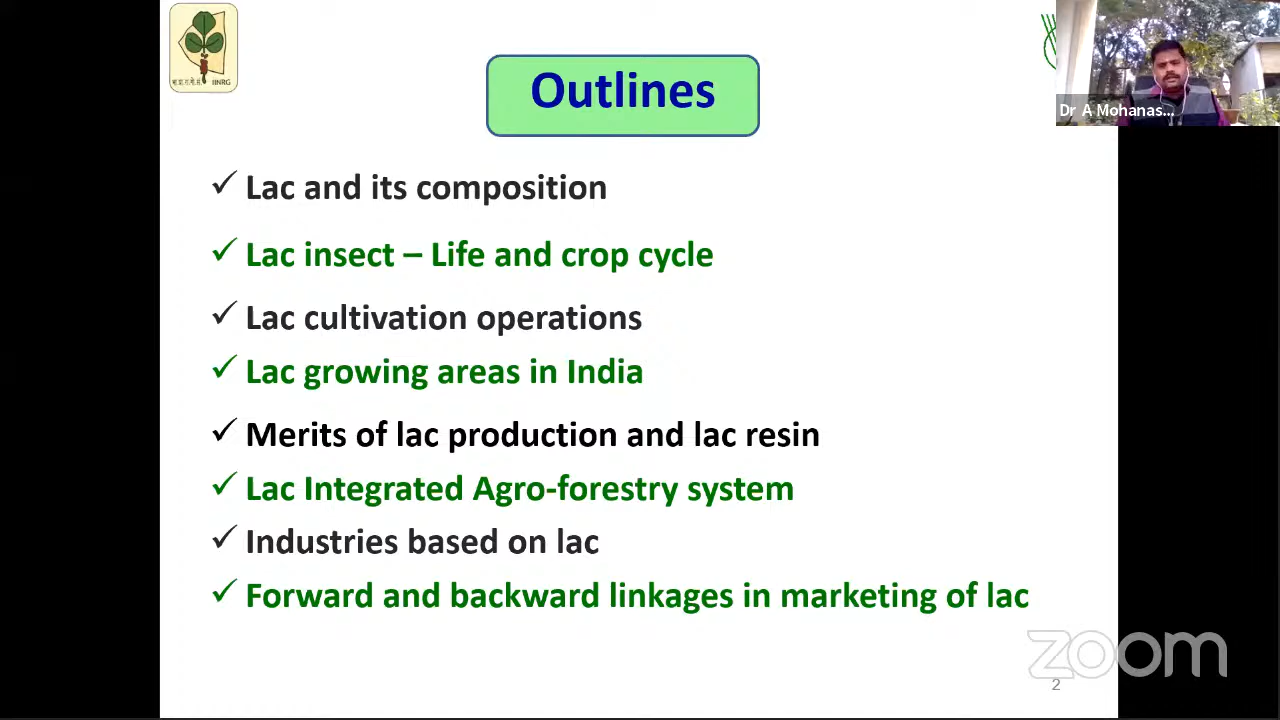 IINRG
Outlines
Dr A Mohanas...
✓ Lac and its composition
✓ Lac insect – Life and crop cycle
✓ Lac cultivation operations
✓ Lac growing areas in India
✓ Merits of lac production and lac resin
✓ Lac Integrated Agro-forestry system
✓ Industries based on lac
✓ Forward and backward linkages in marketing of lac
zoom
2